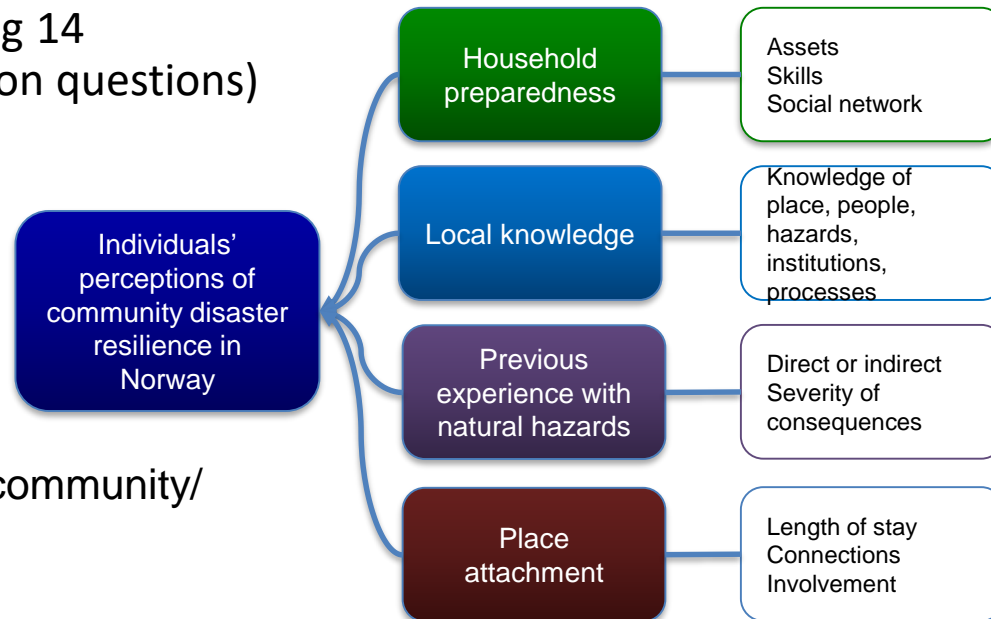 g 14
on questions)
community/
Individuals'
perceptions of
community disaster
resilience in
Norway
Household
preparedness
Assets
Skills
Social network
Local knowledge
Knowledge of
place, people,
hazards,
institutions,
processes
Previous
experience with
natural hazards
Direct or indirect
Severity of
consequences
Place
attachment
Length of stay
Connections
Involvement